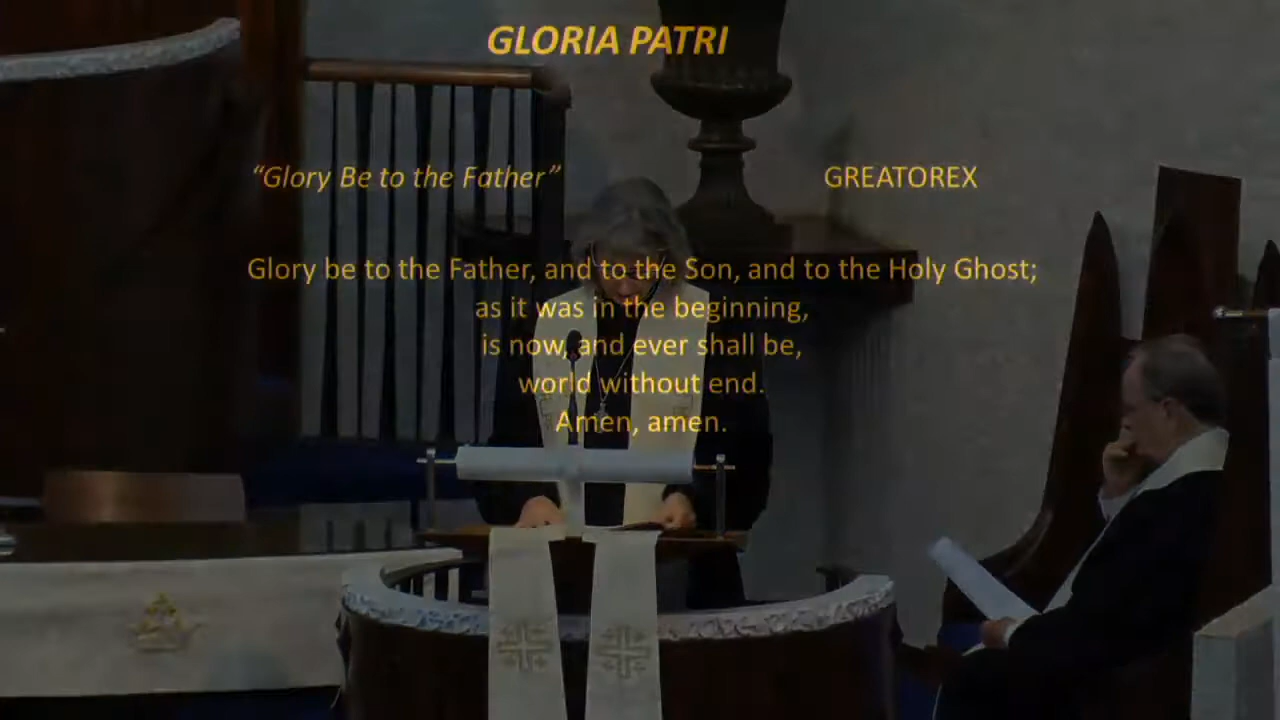 GLORIA PATRI
“Glory Be to the Father” GREATOREX
Glory be to the Father, and to the Son, and to the Holy Ghost;
as it was in the beginning,
is now, and ever shall be,
world without end.
Amen, amen.